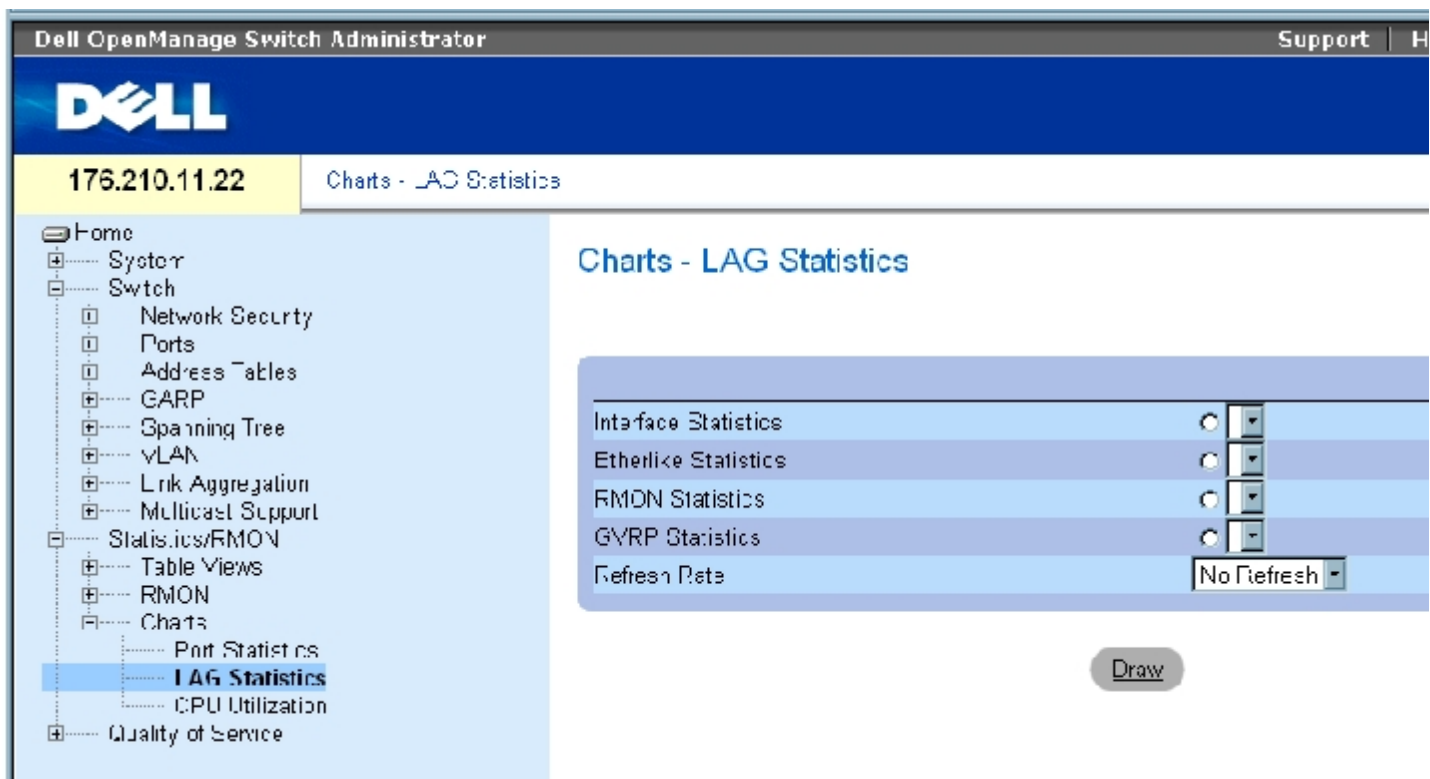 Dell OpenManage Switch Administrator Support | H
DELL
176.210.11.22 Charts - LAG Statistics
Home
System
Switch
Network Security
Ports
Address Tables
GARP
Spanning Tree
VLAN
Link Aggregation
Multicast Support
Statistics/RMON
Table Views
RMON
Charts
Port Statistics
LAG Statistics
CPU Utilization
Quality of Service
Charts - LAG Statistics
Interface Statistics
Etherlike Statistics
RMON Statistics
GVRP Statistics
Refresh Rate No Refresh
Draw